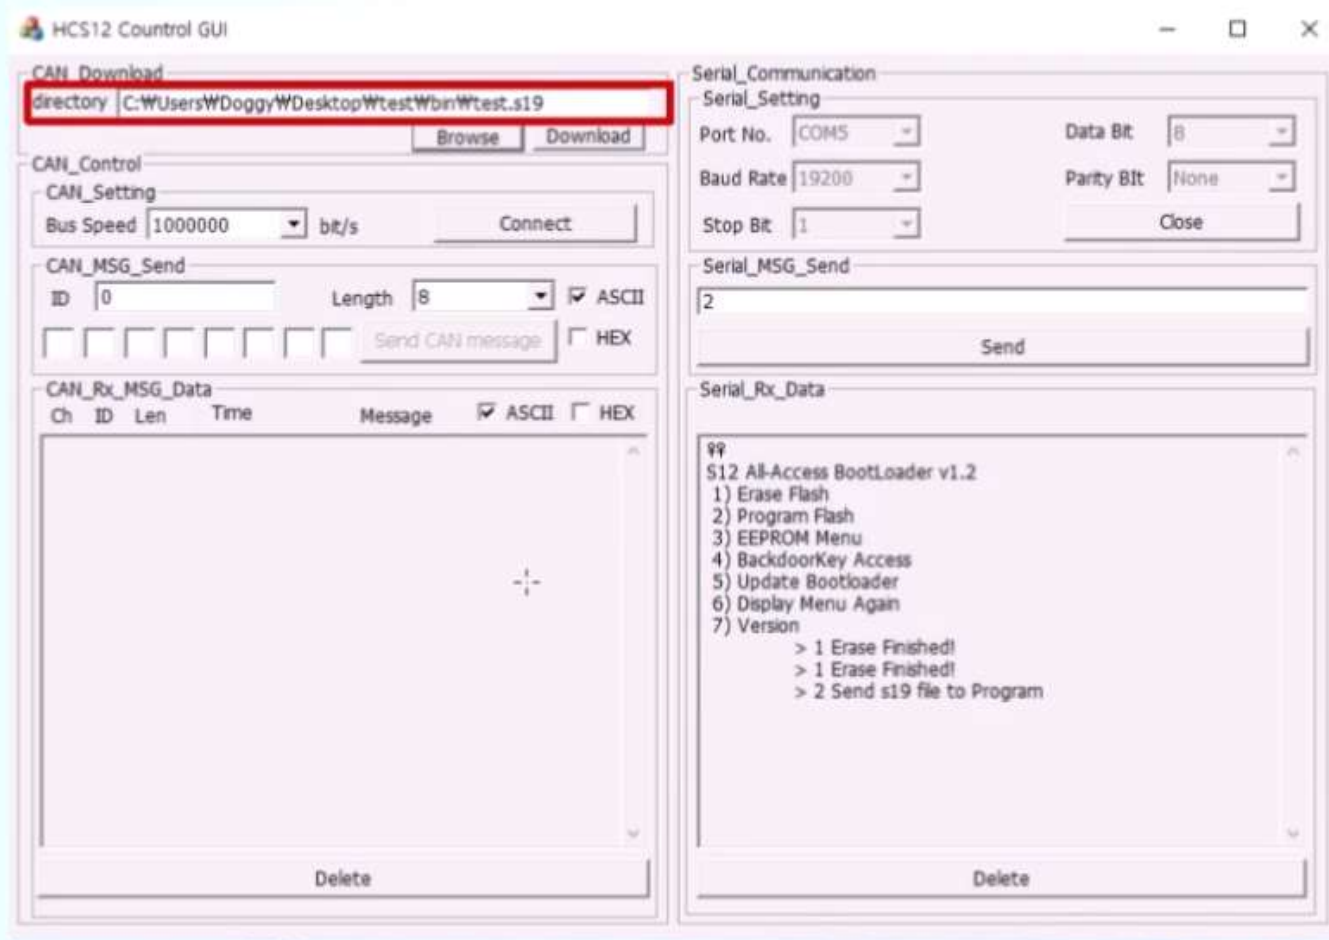 HCS12 Countrol GUI
CAN_Download
directory C:₩Users₩Doggy₩Desktop₩test₩bin₩test.s19
Browse Download
CAN_Control
CAN_Setting
Bus Speed 1000000 bit/s Connect
CAN_MSG_Send
ID 0 Length 8 ASCII
Send CAN message HEX
CAN_Rx_MSG_Data
Ch ID Len Time Message ASCII HEX
Delete
Serial_Communication
Serial_Setting
Port No. COM5 Data Bit 8
Baud Rate 19200 Parity BIt None
Stop Bit 1 Close
Serial_MSG_Send
2
Send
Serial_Rx_Data
S12 All-Access BootLoader v1.2
1) Erase Flash
2) Program Flash
3) EEPROM Menu
4) BackdoorKey Access
5) Update Bootloader
6) Display Menu Again
7) Version
> 1 Erase Finished!
> 1 Erase Finished!
> 2 Send s19 file to Program
Delete